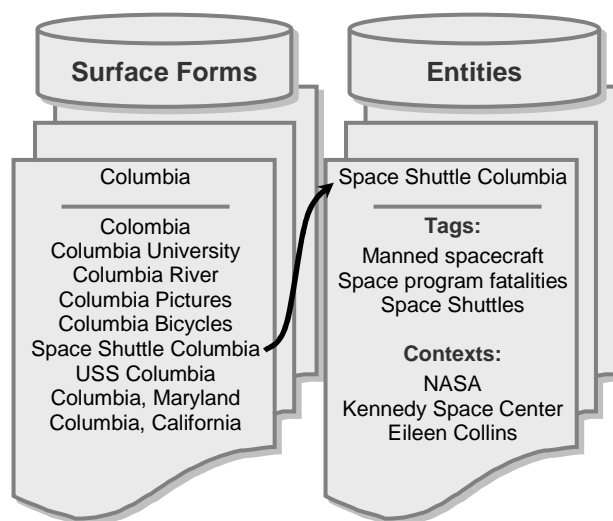 Surface Forms
Columbia
Colombia
Columbia University
Columbia River
Columbia Pictures
Columbia Bicycles
Space Shuttle Columbia
USS Columbia
Columbia, Maryland
Columbia, California
Entities
Space Shuttle Columbia
Tags:
Manned spacecraft
Space program fatalities
Space Shuttles
Contexts:
NASA
Kennedy Space Center
Eileen Collins